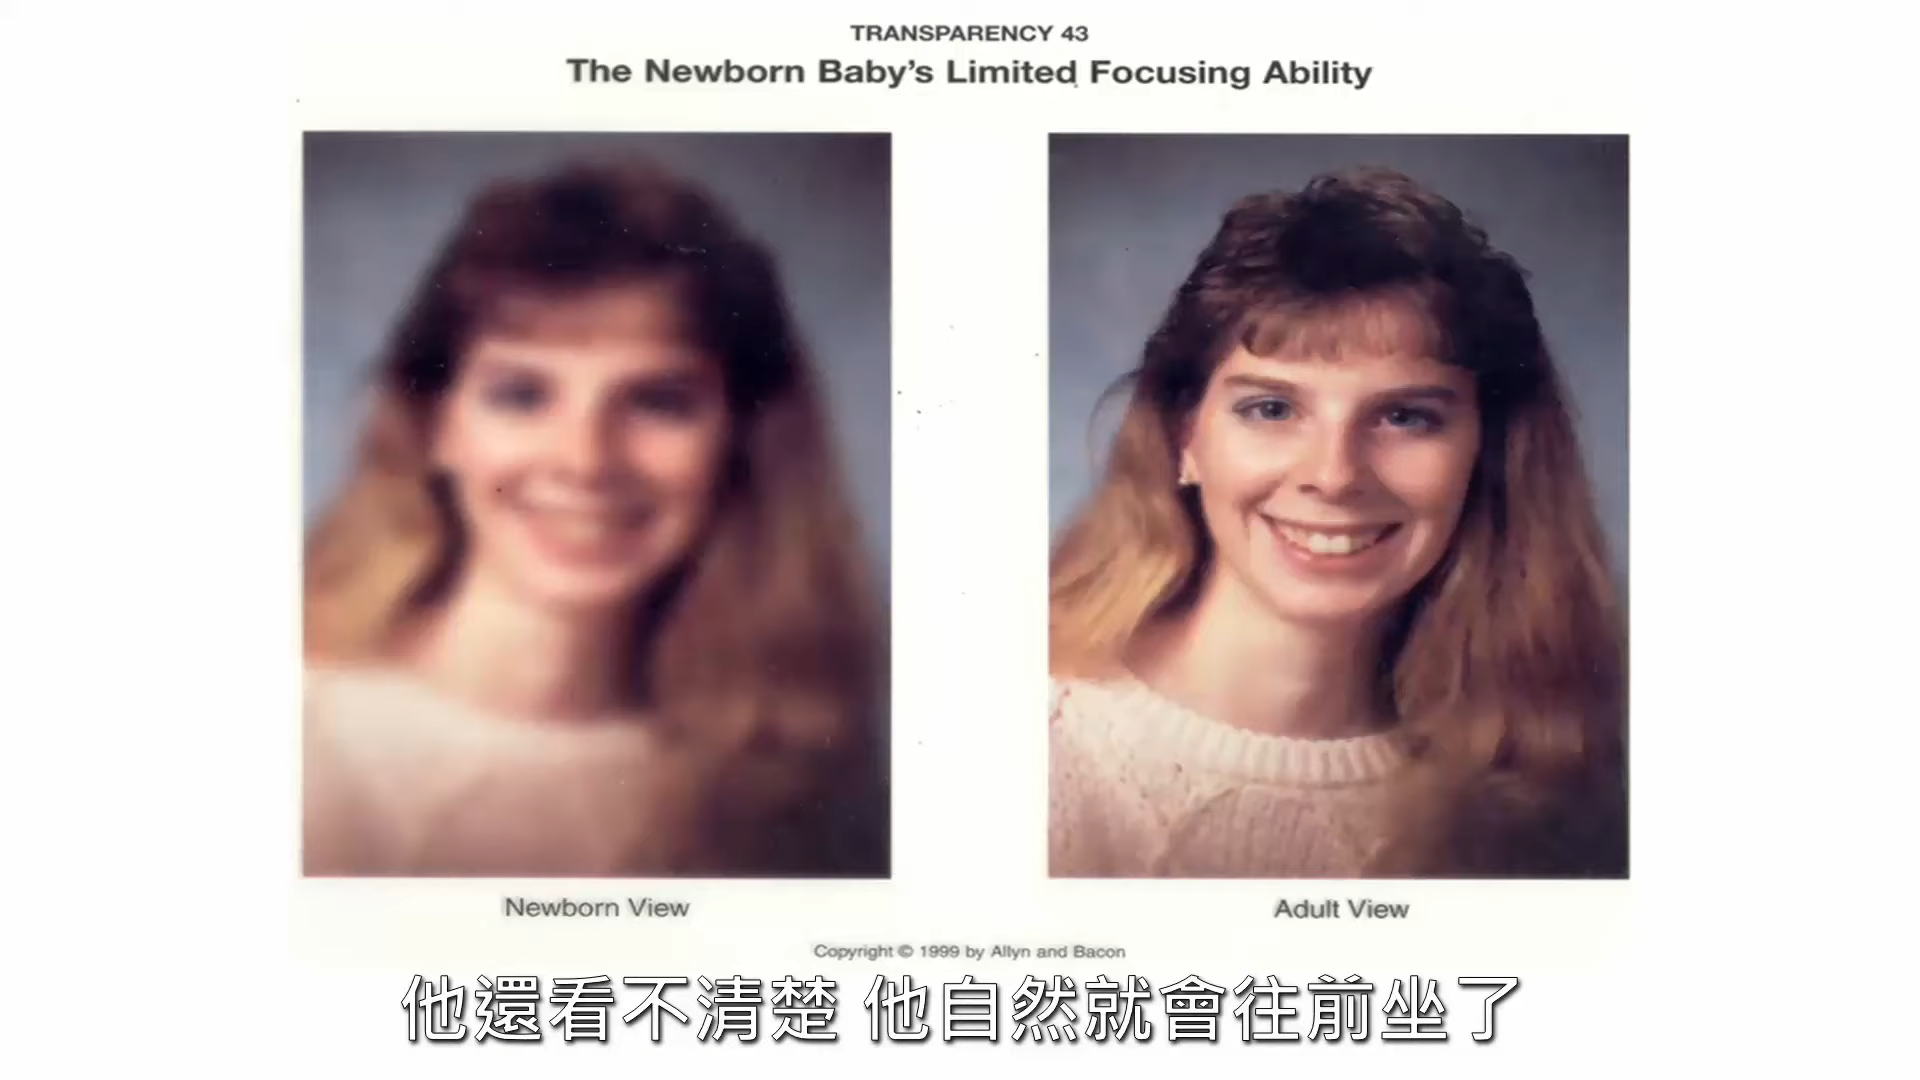 TRANSPARENCY 43
The Newborn Baby's Limited Focusing Ability
Newborn View
Adult View
Copyright © 1999 by Allyn and Bacon
他還看不清楚 他自然就會往前坐了